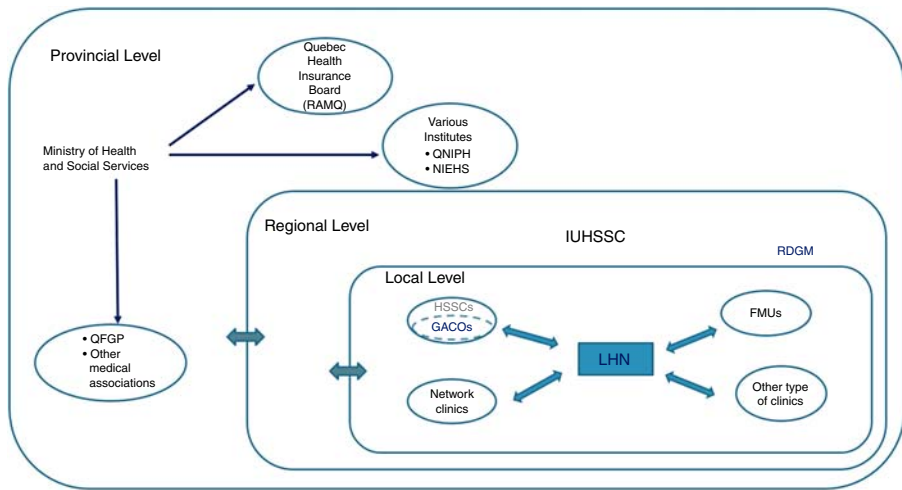 Provincial Level
Quebec
Health
Insurance
Board
(RAMQ)
Various
Institutes
• QNIPH
• NIEHS
Ministry of Health
and Social Services
Regional Level
IUHSSC
RDGM
Local Level
HSSCs
GACOs
FMUs
LHN
Network
clinics
Other type
of clinics
• QFGP
• Other
medical
associations